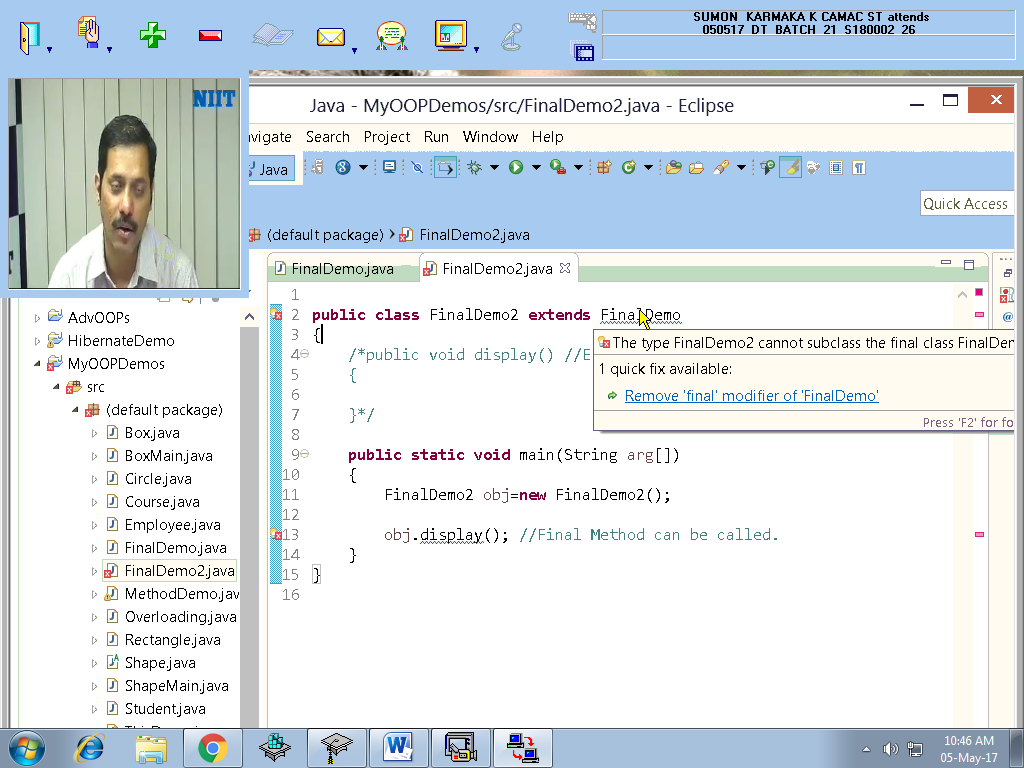 SUMON KARMAKA K CAMAC ST attends
050517 DT BATCH 21 S180002 26
NIIT
Java - MyOOPDemos/src/FinalDemo2.java - Eclipse
vigate Search Project Run Window Help
Java
Quick Access
(default package) FinalDemo2.java
FinalDemo.java FinalDemo2.java
1
2 public class FinalDemo2 extends FinalDemo
3 {
4 /*public void display() //E
5 {
6
7 }*/
8
9 public static void main(String arg[])
10 {
11 FinalDemo2 obj=new FinalDemo2();
12
13 obj.display(); //Final Method can be called.
14 }
15 }
16
The type FinalDemo2 cannot subclass the final class FinalDem
1 quick fix available:
Remove 'final' modifier of 'FinalDemo'
Press 'F2' for fo
AdvOOPs
HibernateDemo
MyOOPDemos
src
(default package)
Box.java
BoxMain.java
Circle.java
Course.java
Employee.java
FinalDemo.java
FinalDemo2.java
MethodDemo.jav
Overloading.java
Rectangle.java
Shape.java
ShapeMain.java
Student.java
10:46 AM
05-May-17